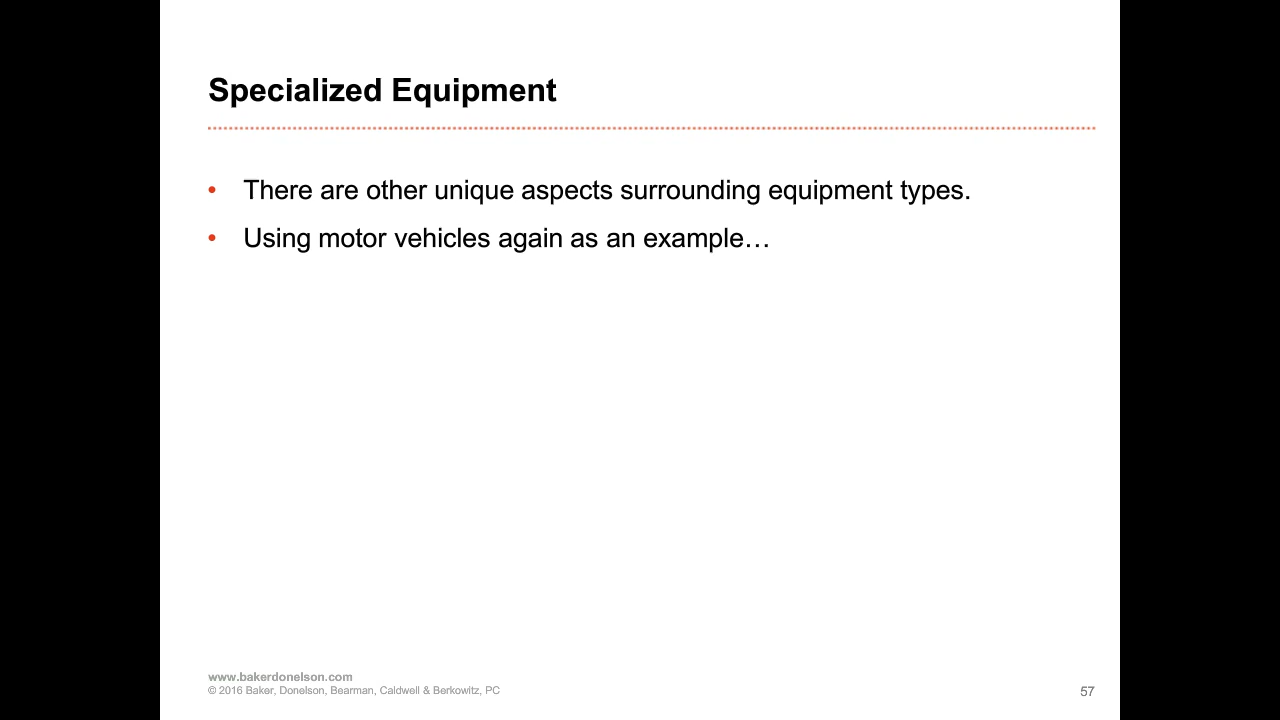 Specialized Equipment
• There are other unique aspects surrounding equipment types.
• Using motor vehicles again as an example…
www.bakerdonelson.com
© 2016 Baker, Donelson, Bearman, Caldwell & Berkowitz, PC
57